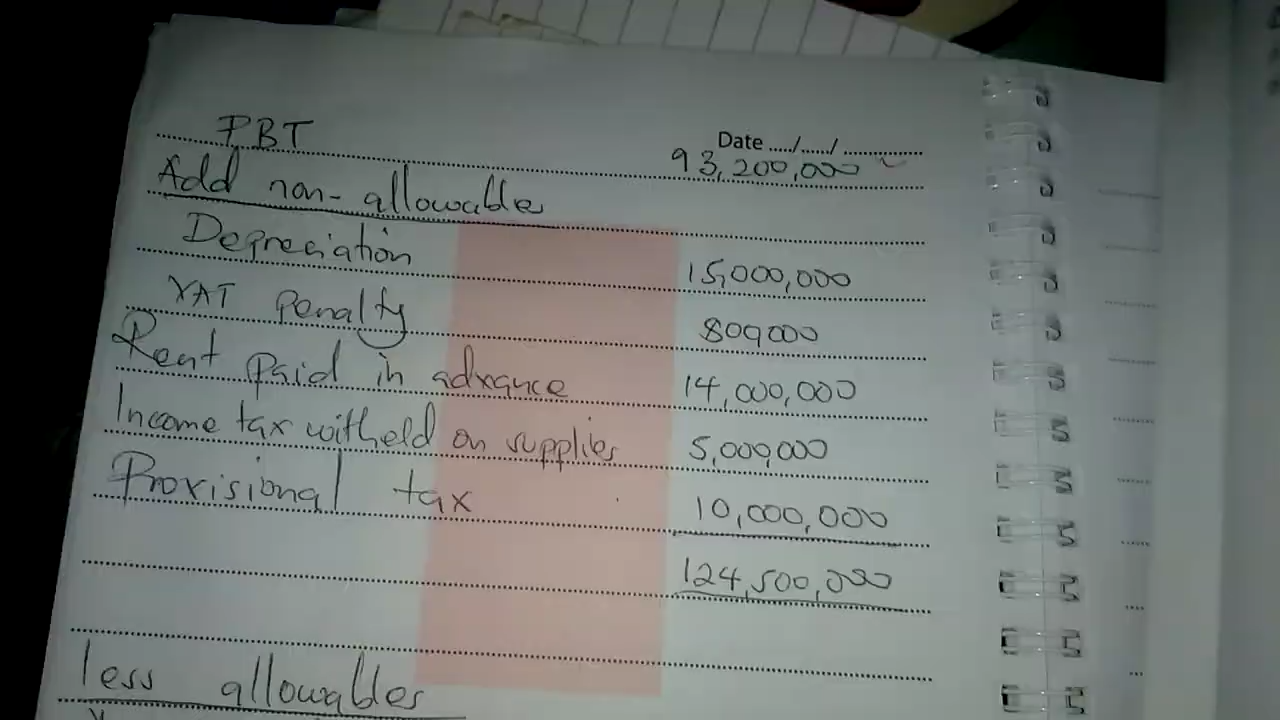 PBT
Date ..../...../ ................
93,200,000
Add non-allowable
Depreciation 15,000,000
VAT Penalty 800,000
Rent paid in advance 14,000,000
Income tax witheld on supplies 5,000,000
Provisional tax 10,000,000
124,500,000
less allowables